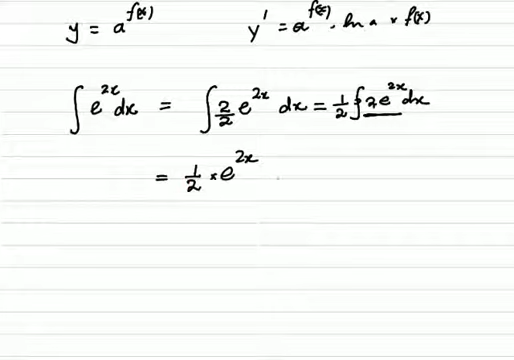 y = a^f(x) y' = a^f(x) · ln a × f(x)
∫ e^2x dx = ∫ 2/2 e^2x dx = 1/2 ∫ 2e^2x dx
= 1/2 × e^2x